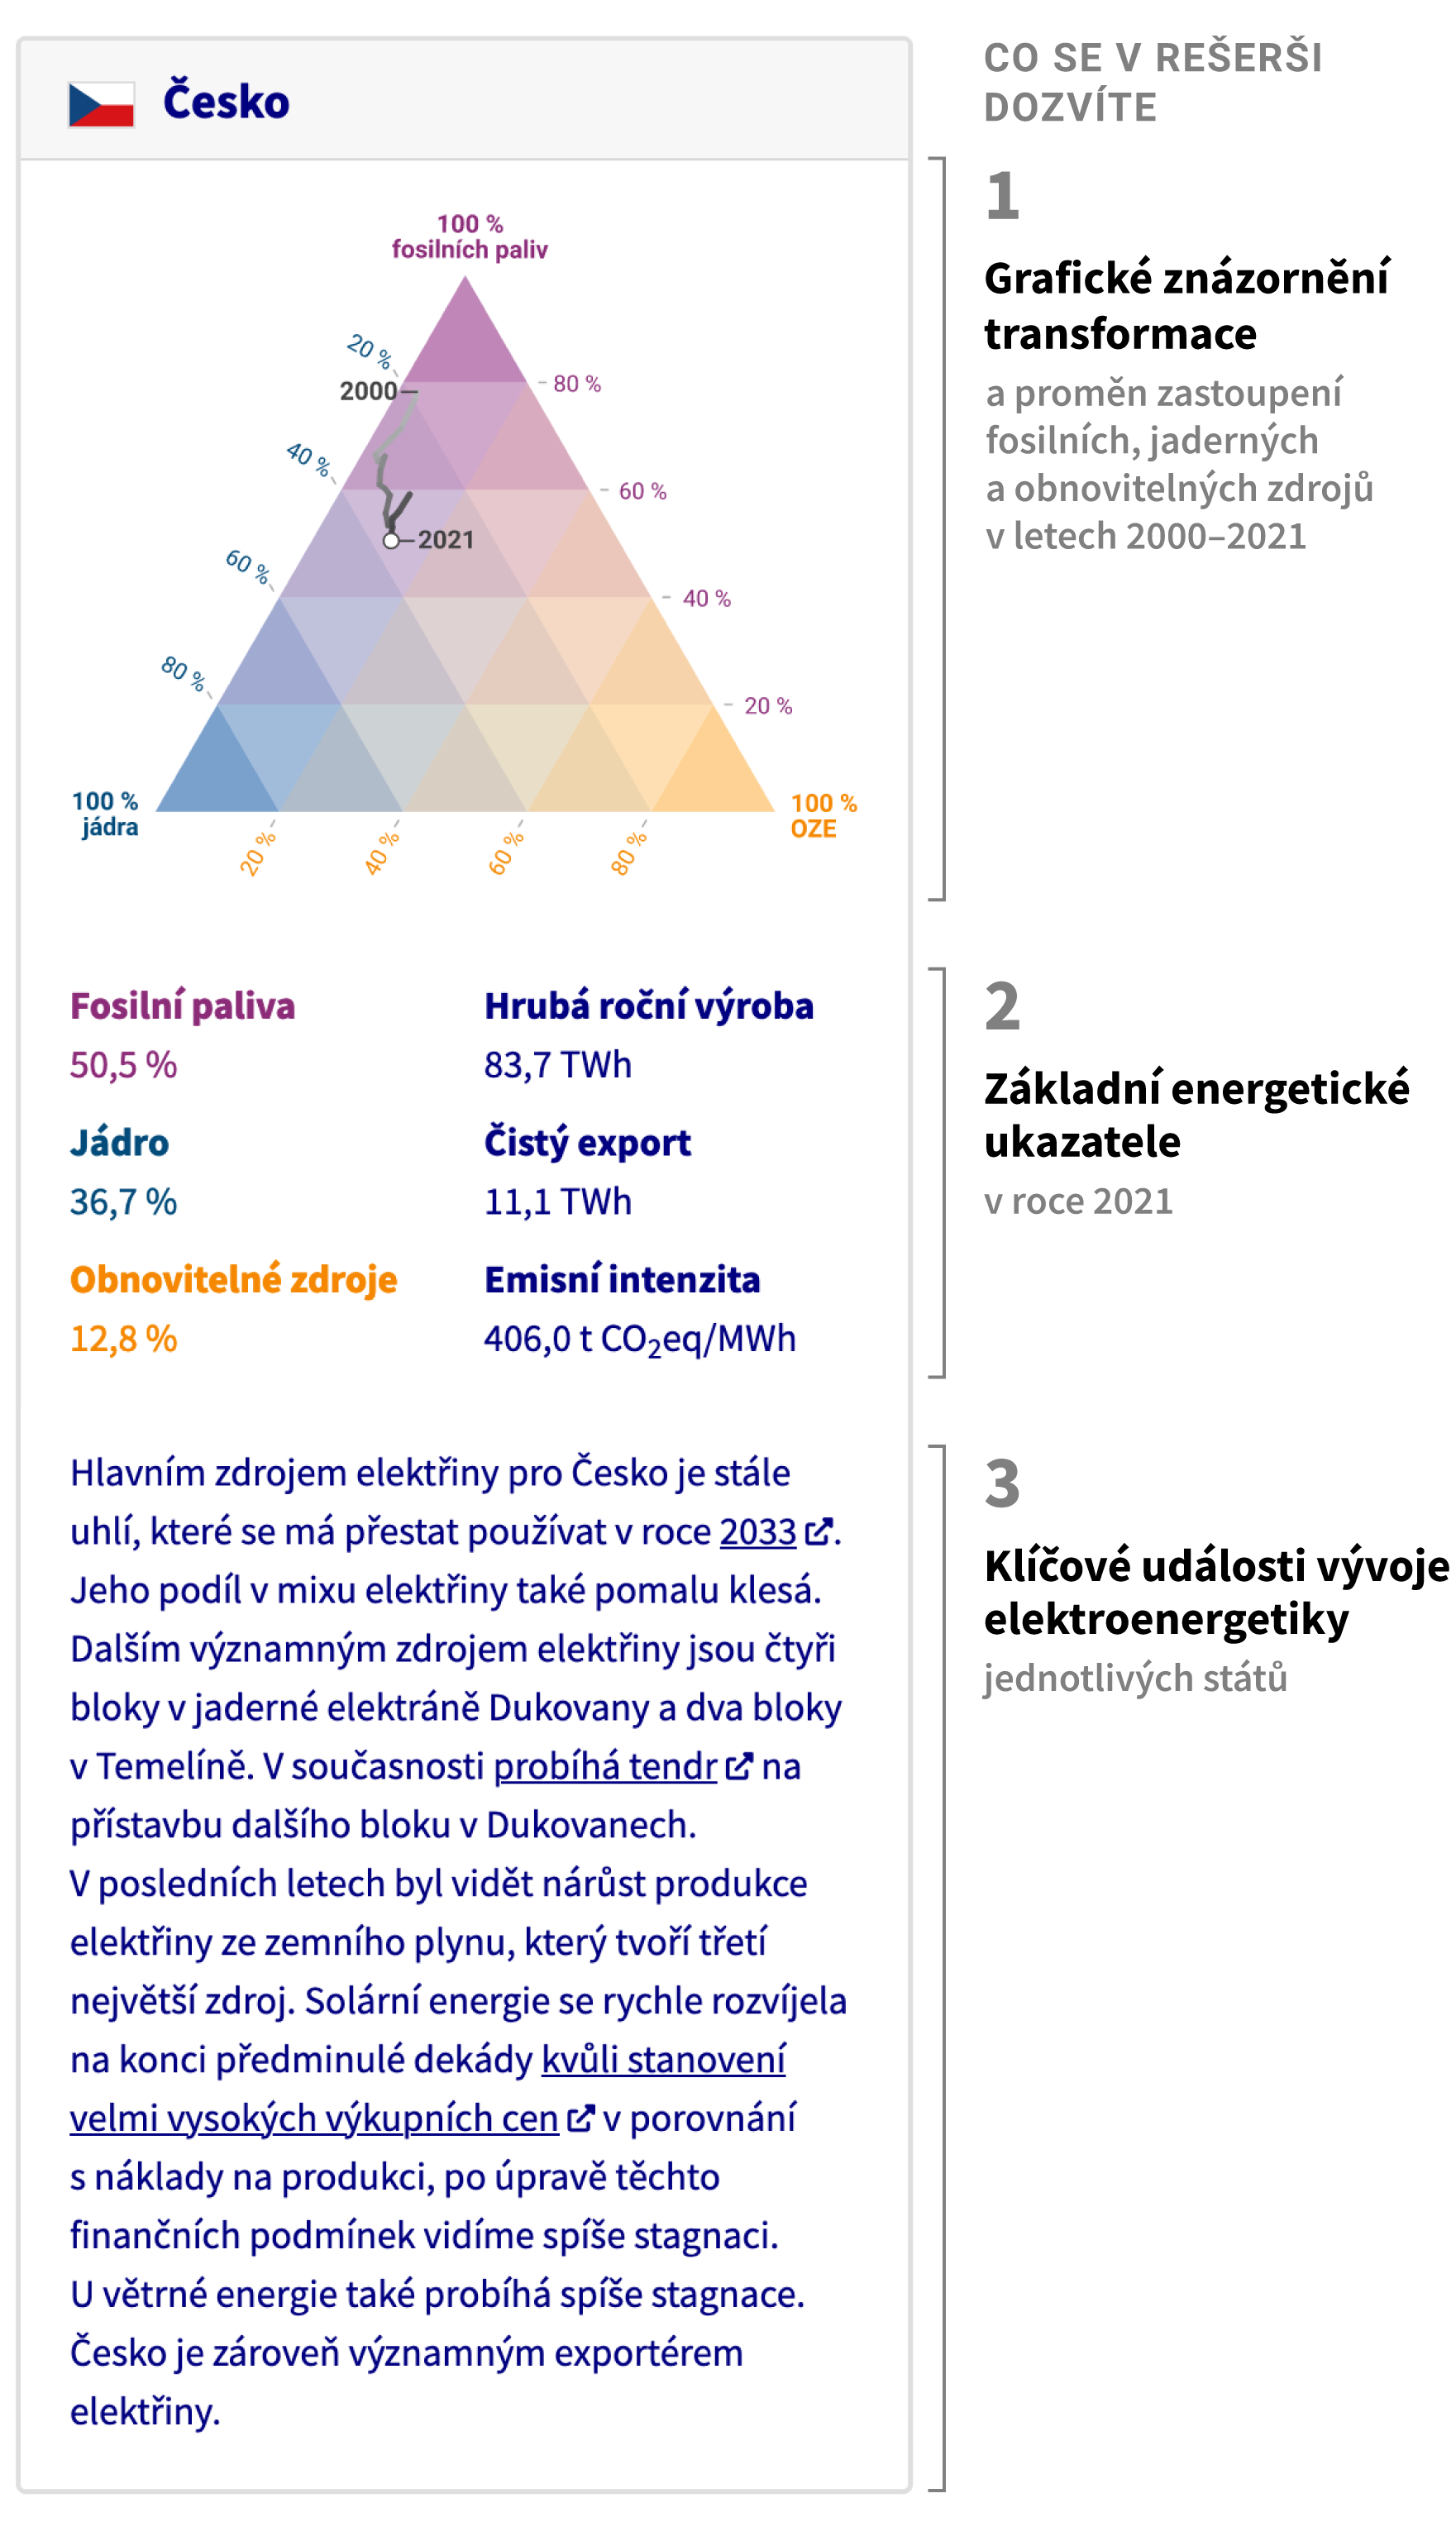 Česko
100 %
fosilních paliv
20 %
2000
80 %
40 %
60 %
2021
60 %
40 %
80 %
20 %
100 %
jádra
100 %
OZE
20 %
40 %
60 %
80 %
Fosilní paliva
50,5 %
Hrubá roční výroba
83,7 TWh
Jádro
36,7 %
Čistý export
11,1 TWh
Obnovitelné zdroje
12,8 %
Emisní intenzita
406,0 t CO₂eq/MWh
Hlavním zdrojem elektřiny pro Česko je stále
uhlí, které se má přestat používat v roce 2033.
Jeho podíl v mixu elektřiny také pomalu klesá.
Dalším významným zdrojem elektřiny jsou čtyři
bloky v jaderné elektráně Dukovany a dva bloky
v Temelíně. V současnosti probíhá tendr na
přístavbu dalšího bloku v Dukovanech.
V posledních letech byl vidět nárůst produkce
elektřiny ze zemního plynu, který tvoří třetí
největší zdroj. Solární energie se rychle rozvíjela
na konci předminulé dekády kvůli stanovení
velmi vysokých výkupních cen v porovnání
s náklady na produkci, po úpravě těchto
finančních podmínek vidíme spíše stagnaci.
U větrné energie také probíhá spíše stagnace.
Česko je zároveň významným exportérem
elektřiny.
CO SE V REŠERŠI
DOZVÍTE
1
Grafické znázornění
transformace
a proměn zastoupení
fosilních, jaderných
a obnovitelných zdrojů
v letech 2000–2021
2
Základní energetické
ukazatele
v roce 2021
3
Klíčové události vývoje
elektroenergetiky
jednotlivých států